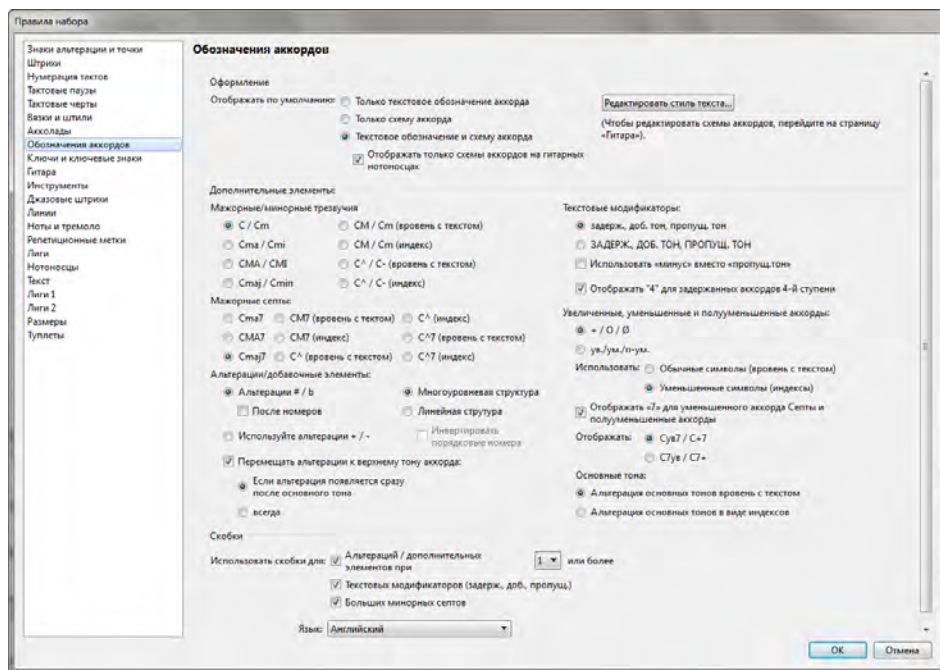 Правила набора
Знаки альтерации и точки
Штрихи
Нумерация тактов
Тактовые паузы
Тактовые черты
Вязки и штили
Акколады
Обозначения аккордов
Ключи и ключевые знаки
Гитара
Инструменты
Джазовые штрихи
Линии
Ноты и тремоло
Репетиционные метки
Лиги
Нотоносцы
Текст
Лиги 1
Лиги 2
Размеры
Туплеты
Обозначения аккордов
Оформление
Отображать по умолчанию:
Только текстовое обозначение аккорда
Только схему аккорда
Текстовое обозначение и схему аккорда
Отображать только схемы аккордов на гитарных
нотоносцах
Редактировать стиль текста...
(Чтобы редактировать схемы аккордов, перейдите на страницу
«Гитара»).
Дополнительные элементы:
Мажорные/минорные трезвучия
C / Cm
CM / Cm (вровень с текстом)
Cma / Cmi
CM / Cm (индекс)
CMA / CMI
C^ / C- (вровень с текстом)
Cmaj / Cmin
C^ / C- (индекс)
Мажорные септы:
Cma7
CM7 (вровень с тектом)
C^ (индекс)
CMA7
CM7 (индекс)
C^7 (вровень с текстом)
Cmaj7
C^ (вровень с текстом)
C^7 (индекс)
Альтерации/добавочные элементы:
Альтерации # / b
Многоуровневая структура
После номеров
Линейная струтура
Используйте альтерации + / -
Инвертировать
порядковые номера
Перемещать альтерации к верхнему тону аккорда:
Если альтерация появляется сразу
после основного тона
всегда
Текстовые модификаторы:
задерж., доб. тон, пропущ. тон
ЗАДЕРЖ., ДОБ. ТОН, ПРОПУЩ. ТОН
Использовать «минус» вместо «пропущ.тон»
Отображать "4" для задержанных аккордов 4-й ступени
Увеличенные, уменьшенные и полууменьшенные аккорды:
+ / O / Ø
ув./ум./п-ум.
Использовать:
Обычные символы (вровень с текстом)
Уменьшенные символы (индексы)
Отображать «7» для уменьшенного аккорда Септы и
полууменьшенные аккорды
Отображать:
Cув7 / C+7
C7ув / C7+
Основные тона:
Альтерация основных тонов вровень с текстом
Альтерация основных тонов в виде индексов
Скобки
Использовать скобки для:
Альтераций / дополнительных
элементов при
1
или более
Текстовых модификаторов (задерж., доб., пропущ.)
Больших минорных септов
Язык:
Английский
OK
Отмена